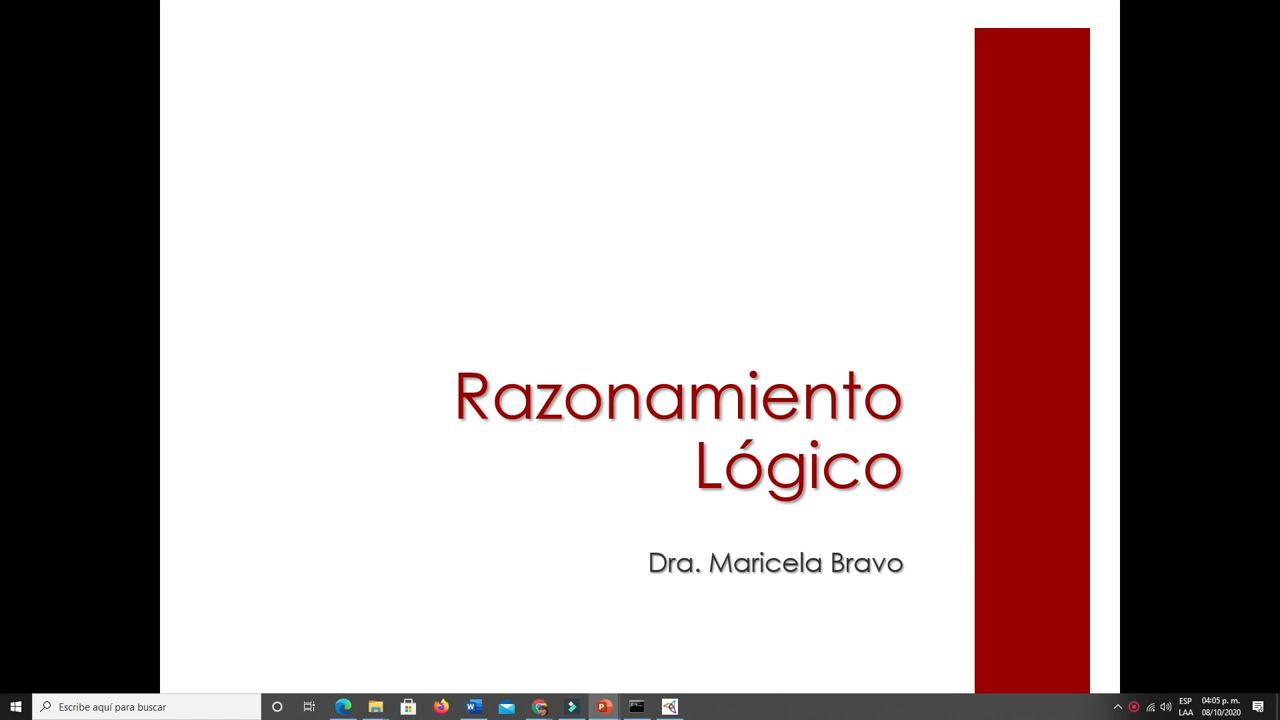 Razonamiento
Lógico
Dra. Maricela Bravo
Escribe aquí para buscar
ESP
LAA
04:05 p. m.
08/10/2020